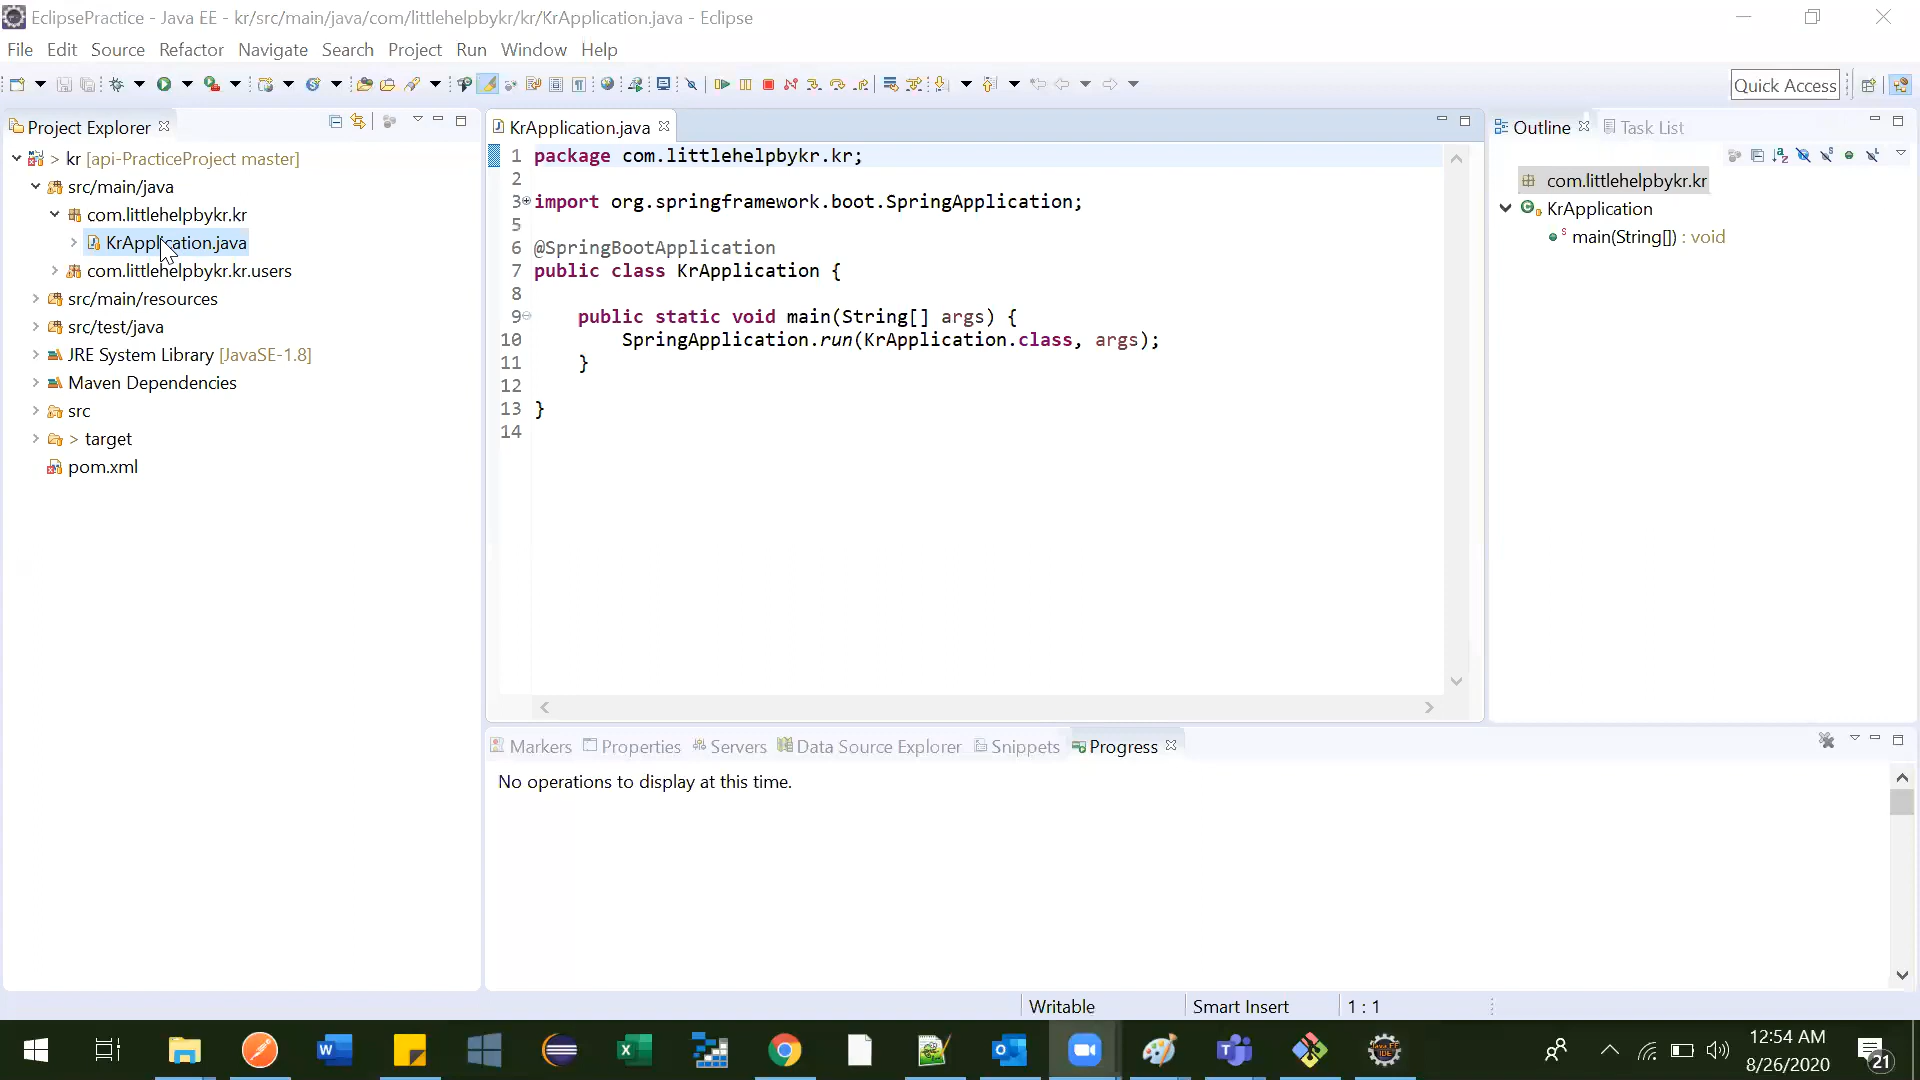 EclipsePractice - Java EE - kr/src/main/java/com/littlehelpbykr/kr/KrApplication.java - Eclipse
File Edit Source Refactor Navigate Search Project Run Window Help
Quick Access
Project Explorer
> kr [api-PracticeProject master]
src/main/java
com.littlehelpbykr.kr
KrApplication.java
com.littlehelpbykr.kr.users
src/main/resources
src/test/java
JRE System Library [JavaSE-1.8]
Maven Dependencies
src
> target
pom.xml
KrApplication.java
1 package com.littlehelpbykr.kr;
2
3 import org.springframework.boot.SpringApplication;
5
6 @SpringBootApplication
7 public class KrApplication {
8
9 public static void main(String[] args) {
10 SpringApplication.run(KrApplication.class, args);
11 }
12
13 }
14
Outline Task List
com.littlehelpbykr.kr
KrApplication
main(String[]) : void
Markers Properties Servers Data Source Explorer Snippets Progress
No operations to display at this time.
Writable Smart Insert 1 : 1
12:54 AM
8/26/2020
21